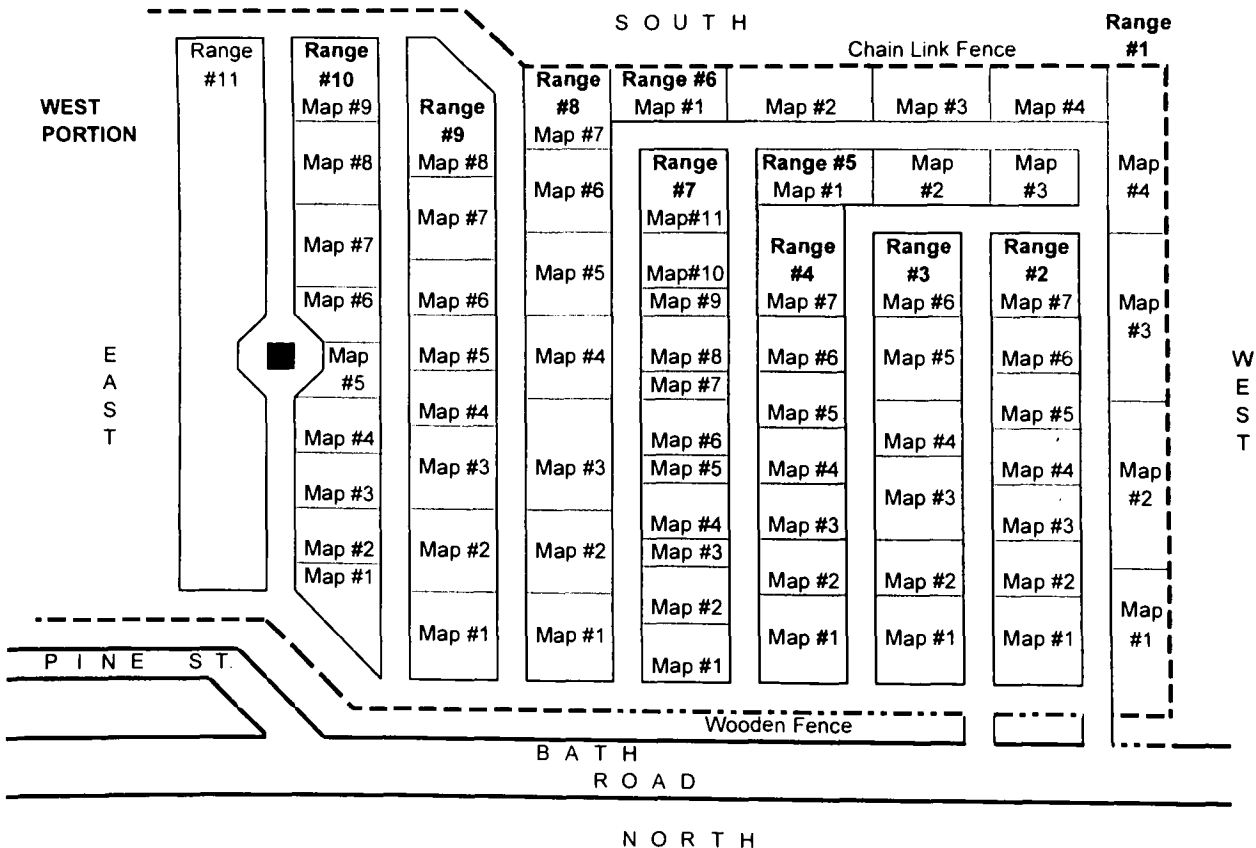 SOUTH
Chain Link Fence
WEST
PORTION
EAST
WEST
Range
#11
Range
#10
Map #9
Map #8
Map #7
Map #6
Map
#5
Map #4
Map #3
Map #2
Map #1
Range
#9
Map #8
Map #7
Map #6
Map #5
Map #4
Map #3
Map #2
Map #1
Range
#8
Map #7
Map #6
Map #5
Map #4
Map #3
Map #2
Map #1
Range #6
Map #1
Map #2
Map #3
Map #4
Range
#7
Map#11
Map#10
Map #9
Map #8
Map #7
Map #6
Map #5
Map #4
Map #3
Map #2
Map #1
Range #5
Map #1
Map
#2
Map
#3
Range
#4
Map #7
Map #6
Map #5
Map #4
Map #3
Map #2
Map #1
Range
#3
Map #6
Map #5
Map #4
Map #3
Map #2
Map #1
Range
#2
Map #7
Map #6
Map #5
Map #4
Map #3
Map #2
Map #1
Range
#1
Map
#4
Map
#3
Map
#2
Map
#1
PINE ST.
Wooden Fence
BATH
ROAD
NORTH